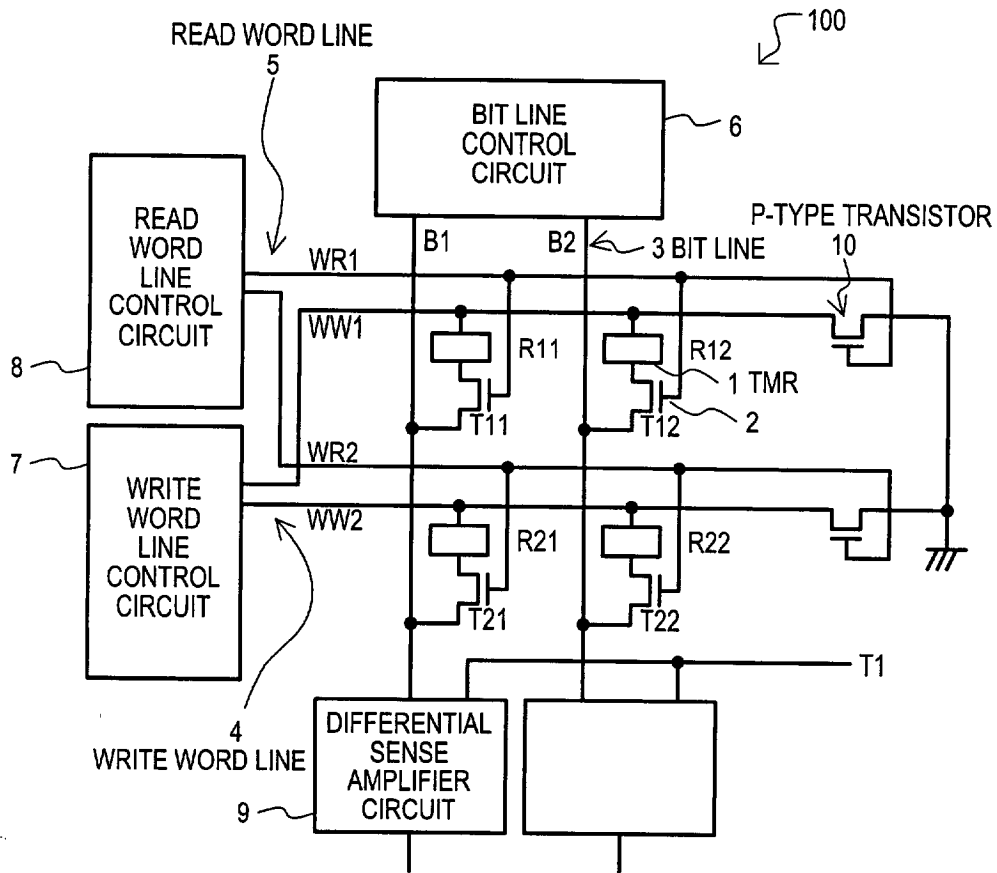 100
READ WORD LINE
5
BIT LINE
CONTROL
CIRCUIT
6
READ
WORD
LINE
CONTROL
CIRCUIT
8
P-TYPE TRANSISTOR
10
B1
B2
3 BIT LINE
WR1
WW1
R11
R12
1 TMR
T11
T12
2
7
WRITE
WORD
LINE
CONTROL
CIRCUIT
WR2
WW2
R21
R22
T21
T22
T1
4
WRITE WORD LINE
DIFFERENTIAL
SENSE
AMPLIFIER
CIRCUIT
9